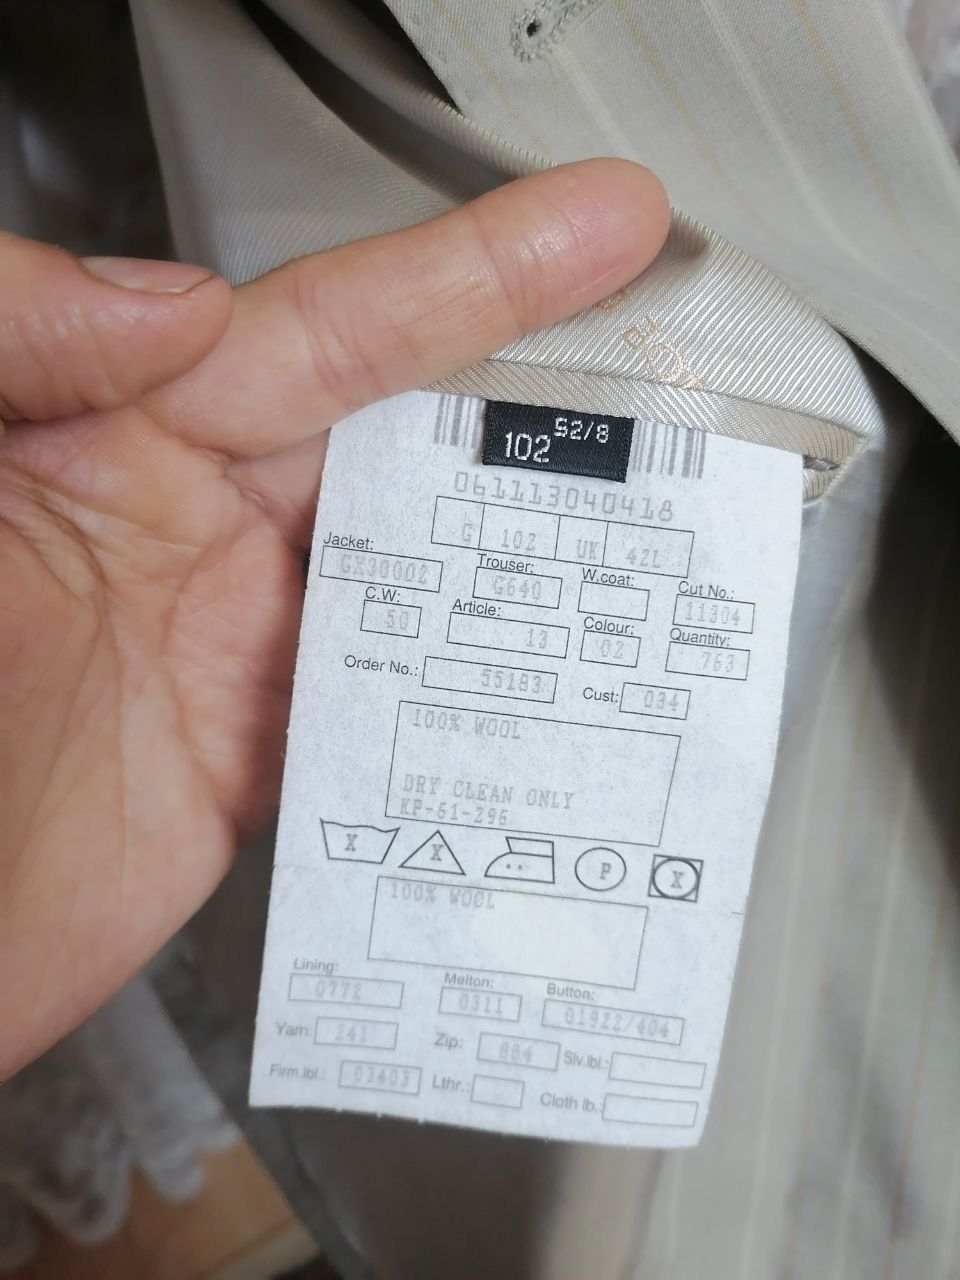 102 52/8
061113040418
G 102 UK 42L
Jacket: GX30002 Trouser: G640 W.coat: Cut No.: 11304
C.W: 50 Article: 13 Colour: 02 Quantity: 763
Order No.: 55183 Cust: 034
100% WOOL
DRY CLEAN ONLY
KP-61-296
X X P X
100% WOOL
Lining: 0772 Melton: 0311 Button: 01922/404
Yarn: 241 Zip: 884 Slv.lbl.:
Firm.lbl.: 03403 Lthr.: Cloth lb.: